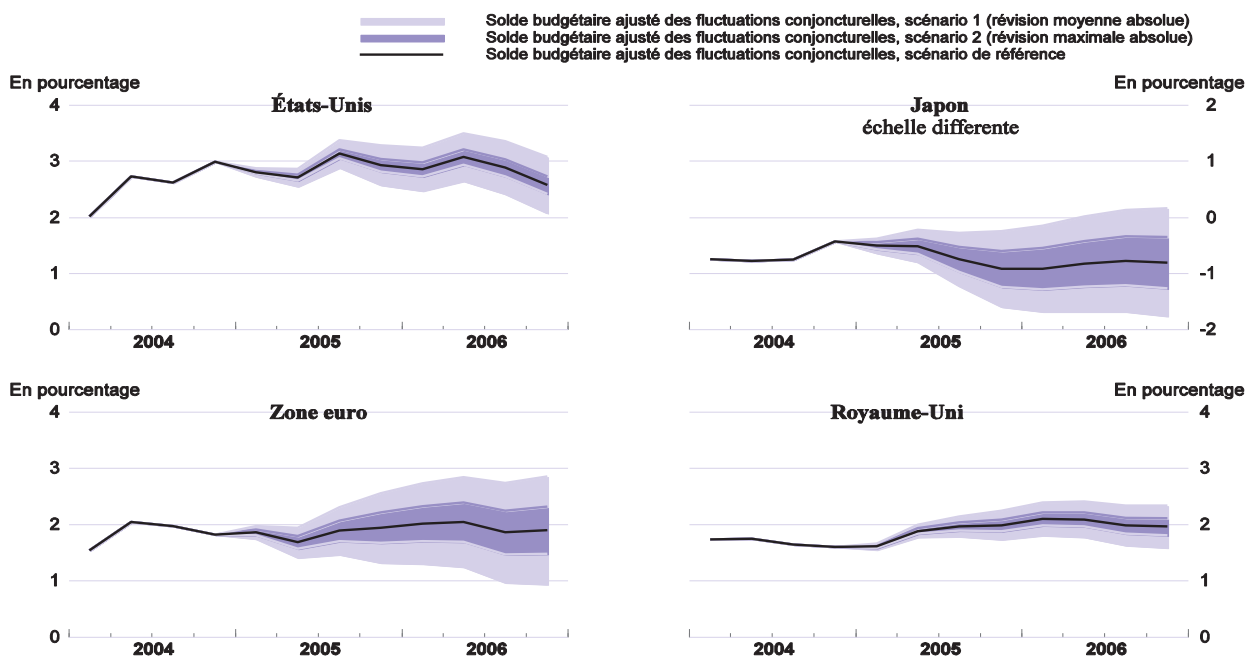 Solde budgétaire ajusté des fluctuations conjoncturelles, scénario 1 (révision moyenne absolue)
Solde budgétaire ajusté des fluctuations conjoncturelles, scénario 2 (révision maximale absolue)
Solde budgétaire ajusté des fluctuations conjoncturelles, scénario de référence
En pourcentage
États-Unis
4
3
2
1
0
2004 2005 2006
En pourcentage
Japon
échelle differente
2
1
0
-1
-2
2004 2005 2006
En pourcentage
Zone euro
4
3
2
1
0
2004 2005 2006
En pourcentage
Royaume-Uni
4
3
2
1
0
2004 2005 2006